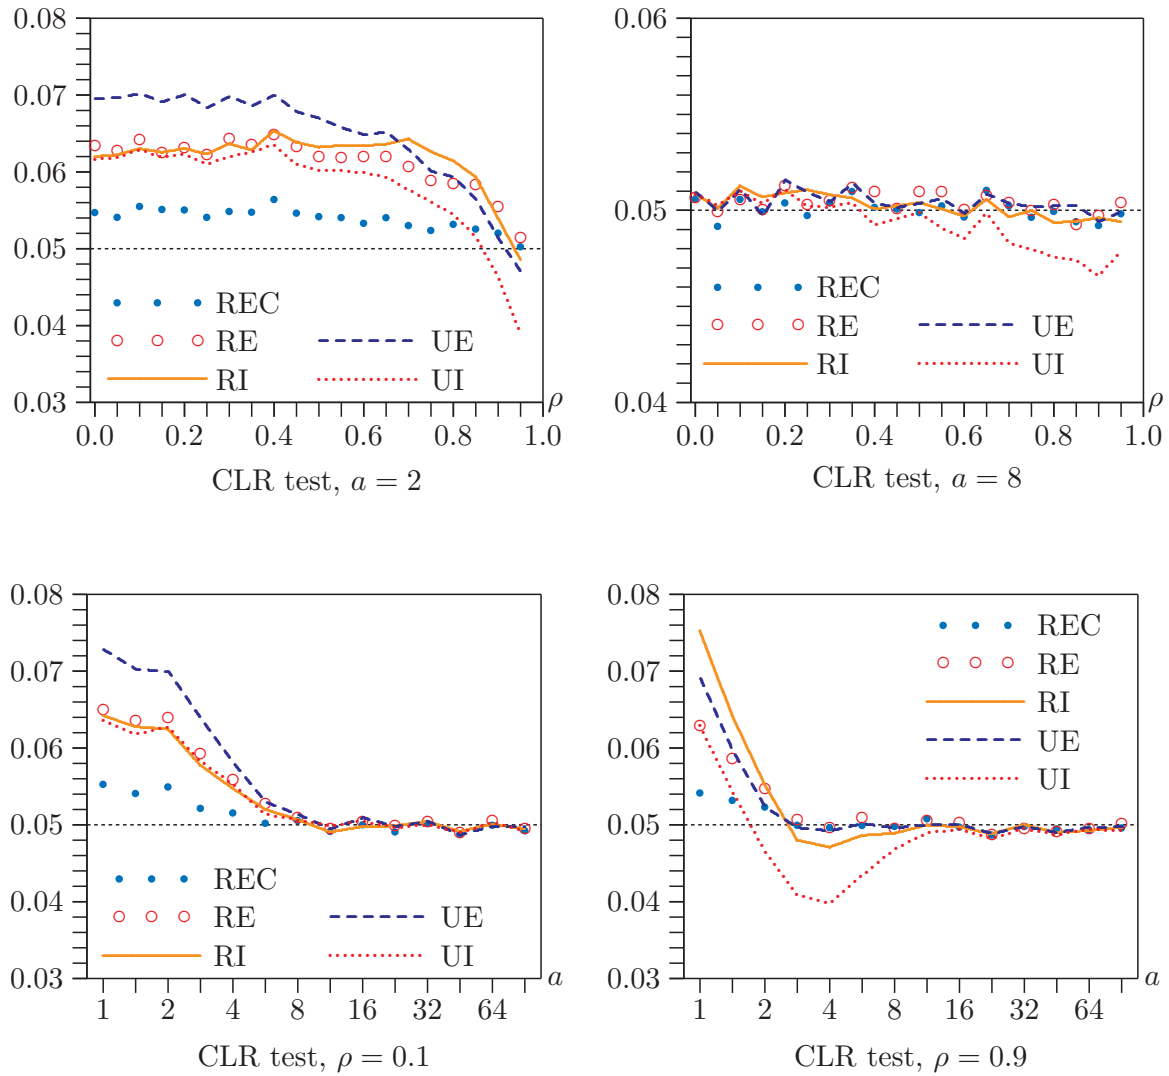 0.08
0.07
0.06
0.05
0.04
0.03
0.0 0.2 0.4 0.6 0.8 1.0
ρ
REC
RE
RI
UE
UI
CLR test, a = 2
0.06
0.05
0.04
0.0 0.2 0.4 0.6 0.8 1.0
ρ
REC
RE
RI
UE
UI
CLR test, a = 8
0.08
0.07
0.06
0.05
0.04
0.03
1 2 4 8 16 32 64
a
REC
RE
RI
UE
UI
CLR test, ρ = 0.1
0.08
0.07
0.06
0.05
0.04
0.03
1 2 4 8 16 32 64
a
REC
RE
RI
UE
UI
CLR test, ρ = 0.9